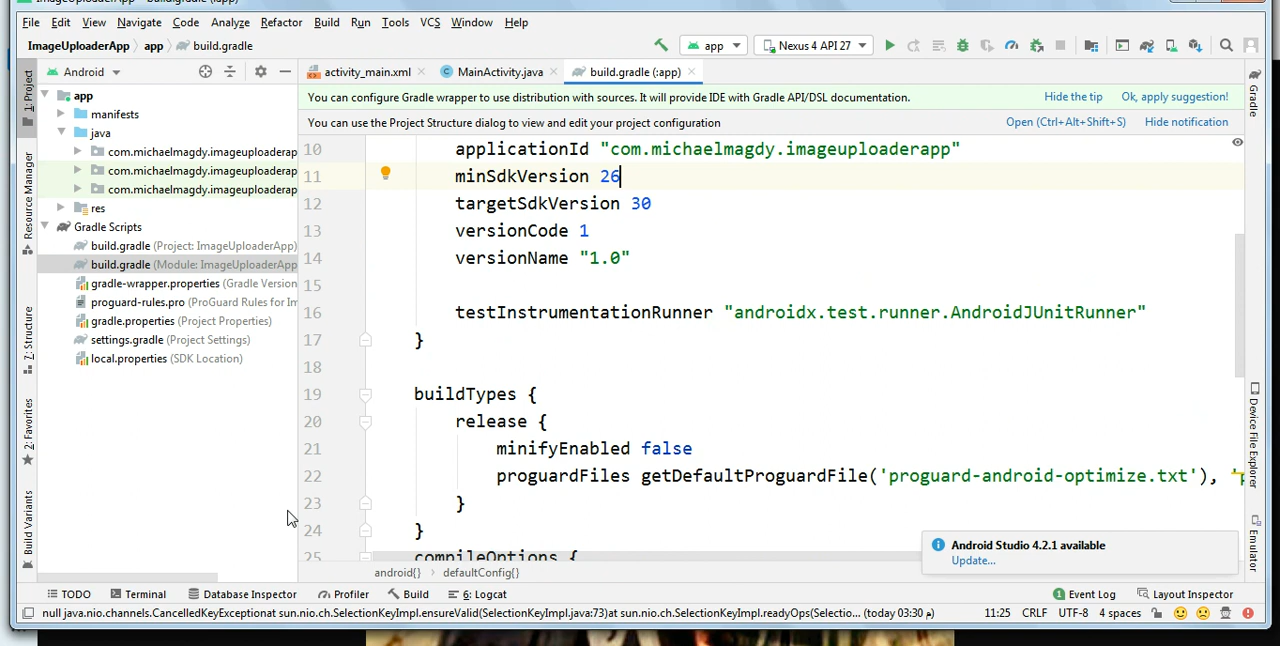 File Edit View Navigate Code Analyze Refactor Build Run Tools VCS Window Help
ImageUploaderApp app build.gradle
app Nexus 4 API 27
1: Project
Resource Manager
7: Structure
2: Favorites
Build Variants
Android
app
manifests
java
com.michaelmagdy.imageuploaderap
com.michaelmagdy.imageuploaderap
com.michaelmagdy.imageuploaderap
res
Gradle Scripts
build.gradle (Project: ImageUploaderApp)
build.gradle (Module: ImageUploaderApp
gradle-wrapper.properties (Gradle Version
proguard-rules.pro (ProGuard Rules for Im
gradle.properties (Project Properties)
settings.gradle (Project Settings)
local.properties (SDK Location)
activity_main.xml MainActivity.java build.gradle (:app)
You can configure Gradle wrapper to use distribution with sources. It will provide IDE with Gradle API/DSL documentation. Hide the tip Ok, apply suggestion!
You can use the Project Structure dialog to view and edit your project configuration Open (Ctrl+Alt+Shift+S) Hide notification
10 applicationId "com.michaelmagdy.imageuploaderapp"
11 minSdkVersion 26
12 targetSdkVersion 30
13 versionCode 1
14 versionName "1.0"
15
16 testInstrumentationRunner "androidx.test.runner.AndroidJUnitRunner"
17 }
18
19 buildTypes {
20 release {
21 minifyEnabled false
22 proguardFiles getDefaultProguardFile('proguard-android-optimize.txt'), 'p
23 }
24 }
25 compileOptions {
android{} defaultConfig{}
Android Studio 4.2.1 available
Update...
Gradle
Device File Explorer
Emulator
TODO Terminal Database Inspector Profiler Build 6: Logcat Event Log Layout Inspector
null java.nio.channels.CancelledKeyExceptionat sun.nio.ch.SelectionKeyImpl.ensureValid(SelectionKeyImpl.java:73)at sun.nio.ch.SelectionKeyImpl.readyOps(Selectio... (today 03:30 م) 11:25 CRLF UTF-8 4 spaces